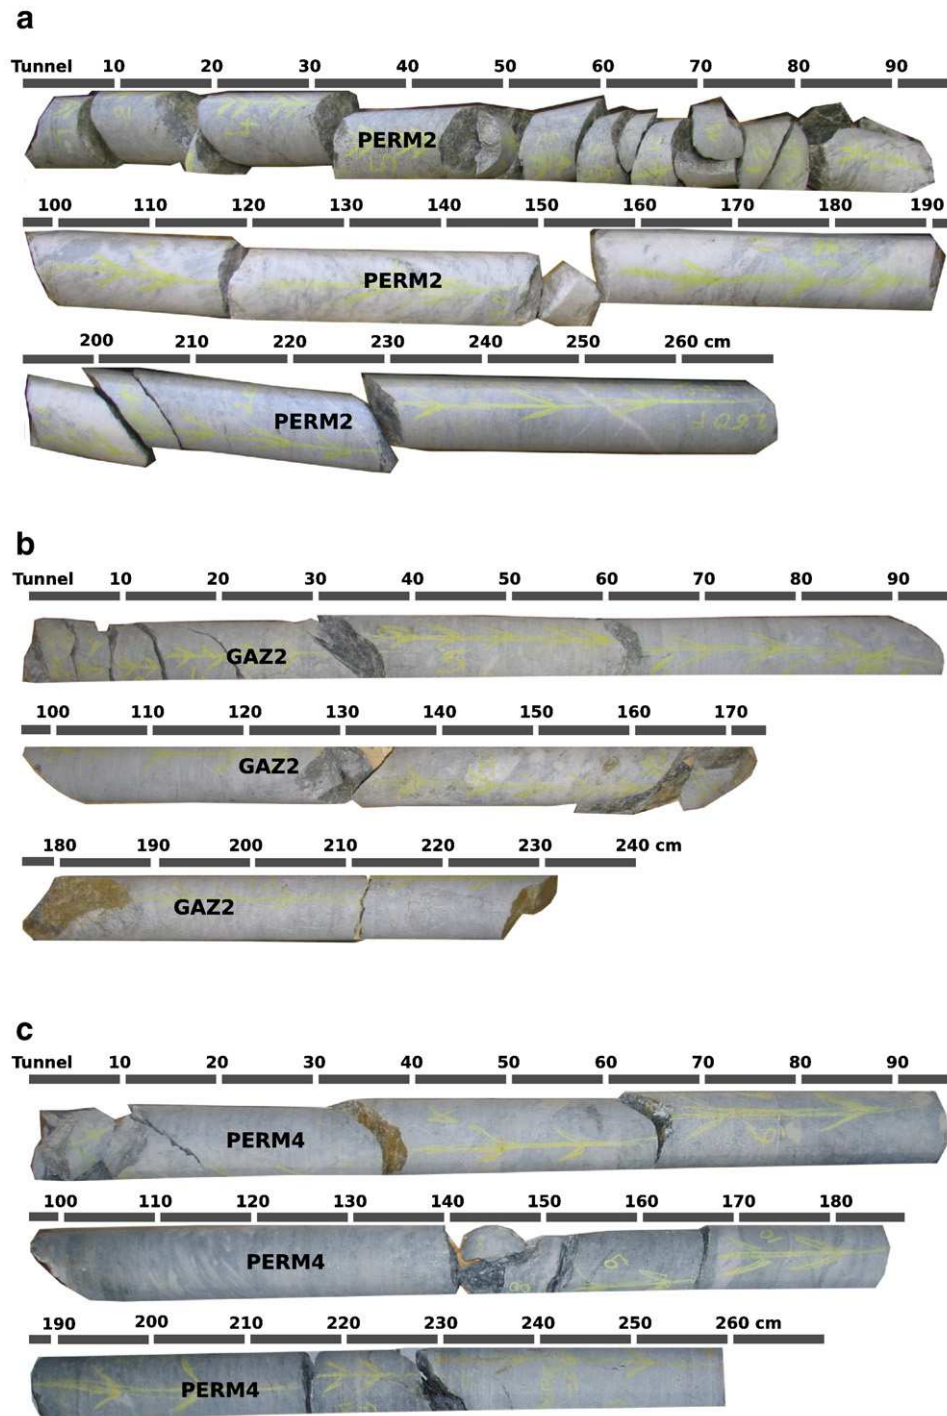 a
Tunnel 10 20 30 40 50 60 70 80 90
PERM2
100 110 120 130 140 150 160 170 180 190
PERM2
200 210 220 230 240 250 260 cm
PERM2
b
Tunnel 10 20 30 40 50 60 70 80 90
GAZ2
100 110 120 130 140 150 160 170
GAZ2
180 190 200 210 220 230 240 cm
GAZ2
c
Tunnel 10 20 30 40 50 60 70 80 90
PERM4
100 110 120 130 140 150 160 170 180
PERM4
190 200 210 220 230 240 250 260 cm
PERM4